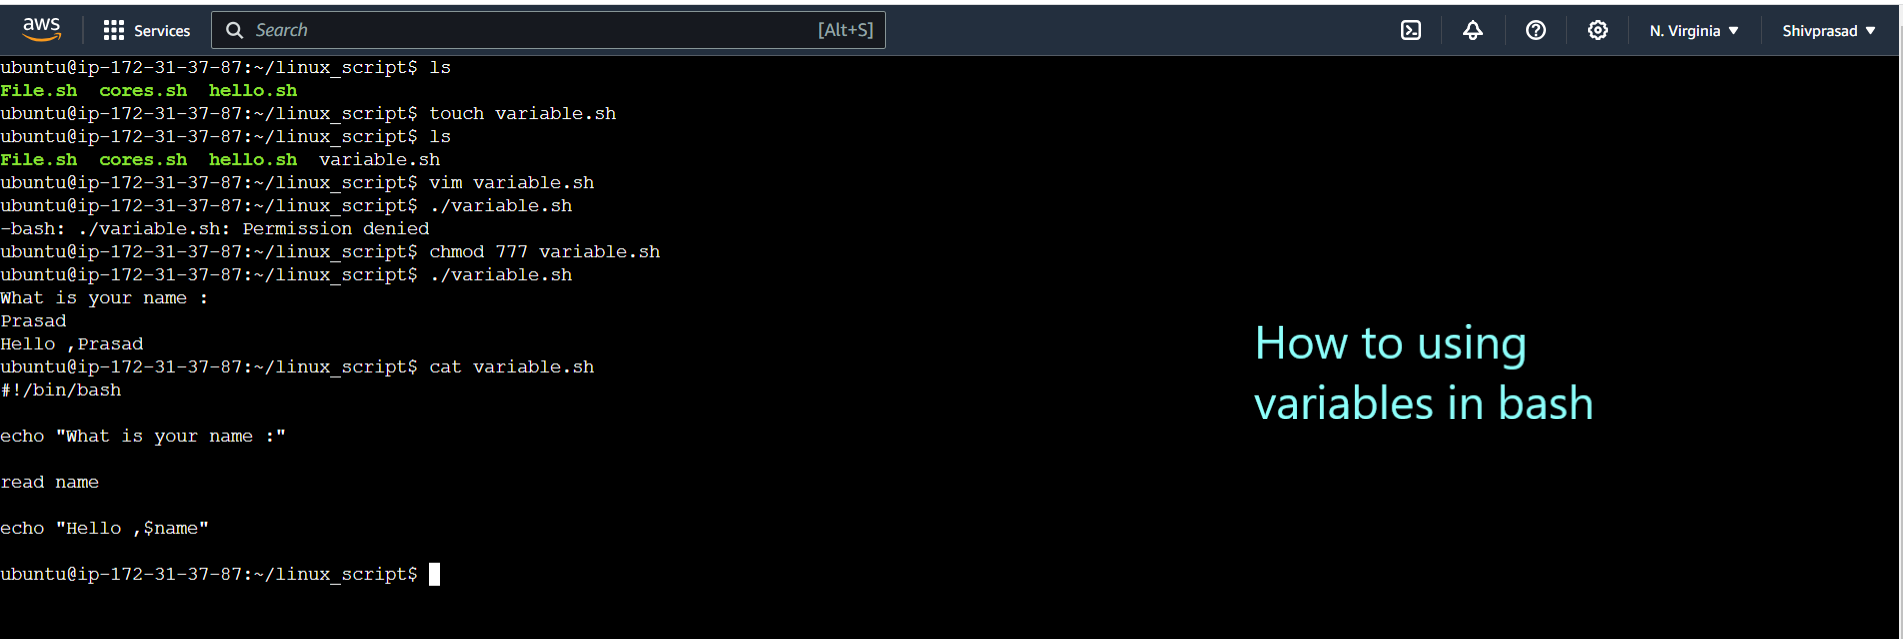 aws Services Search [Alt+S] N. Virginia Shivprasad
ubuntu@ip-172-31-37-87:~/linux_script$ ls
File.sh  cores.sh  hello.sh
ubuntu@ip-172-31-37-87:~/linux_script$ touch variable.sh
ubuntu@ip-172-31-37-87:~/linux_script$ ls
File.sh  cores.sh  hello.sh  variable.sh
ubuntu@ip-172-31-37-87:~/linux_script$ vim variable.sh
ubuntu@ip-172-31-37-87:~/linux_script$ ./variable.sh
-bash: ./variable.sh: Permission denied
ubuntu@ip-172-31-37-87:~/linux_script$ chmod 777 variable.sh
ubuntu@ip-172-31-37-87:~/linux_script$ ./variable.sh
What is your name :
Prasad
Hello ,Prasad
ubuntu@ip-172-31-37-87:~/linux_script$ cat variable.sh
#!/bin/bash
echo "What is your name :"
read name
echo "Hello ,$name"
ubuntu@ip-172-31-37-87:~/linux_script$
How to using
variables in bash